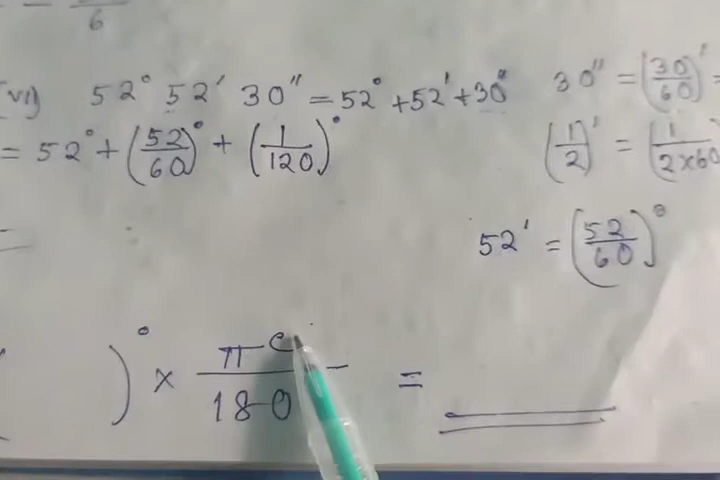 6
(vi) 52° 52' 30" = 52° + 52' + 30" 30" = (30/60)' =
= 52° + (52/60)° + (1/120)° (1/2)' = (1/2×60
52' = (52/60)°
)° × π^c/180 =